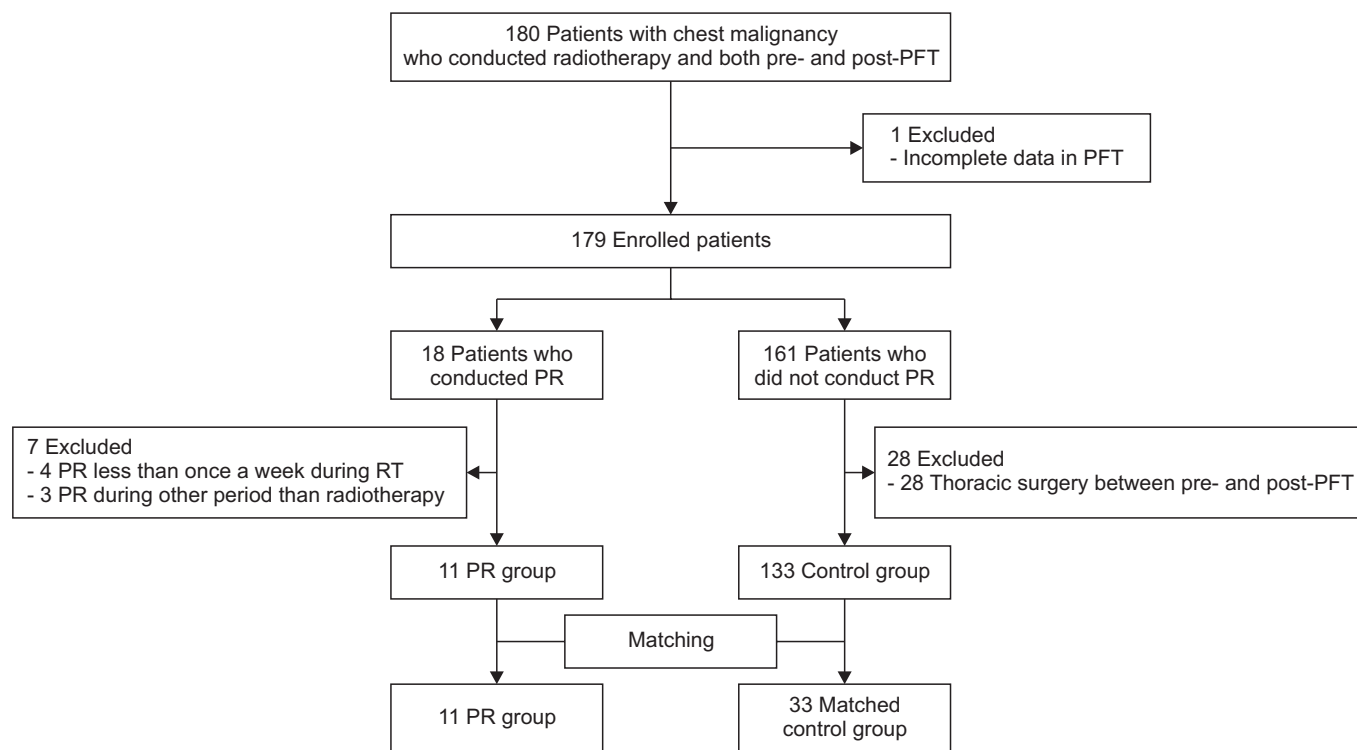 180 Patients with chest malignancy
who conducted radiotherapy and both pre- and post-PFT
1 Excluded
- Incomplete data in PFT
179 Enrolled patients
18 Patients who
conducted PR
161 Patients who
did not conduct PR
7 Excluded
- 4 PR less than once a week during RT
- 3 PR during other period than radiotherapy
28 Excluded
- 28 Thoracic surgery between pre- and post-PFT
11 PR group
133 Control group
Matching
11 PR group
33 Matched
control group